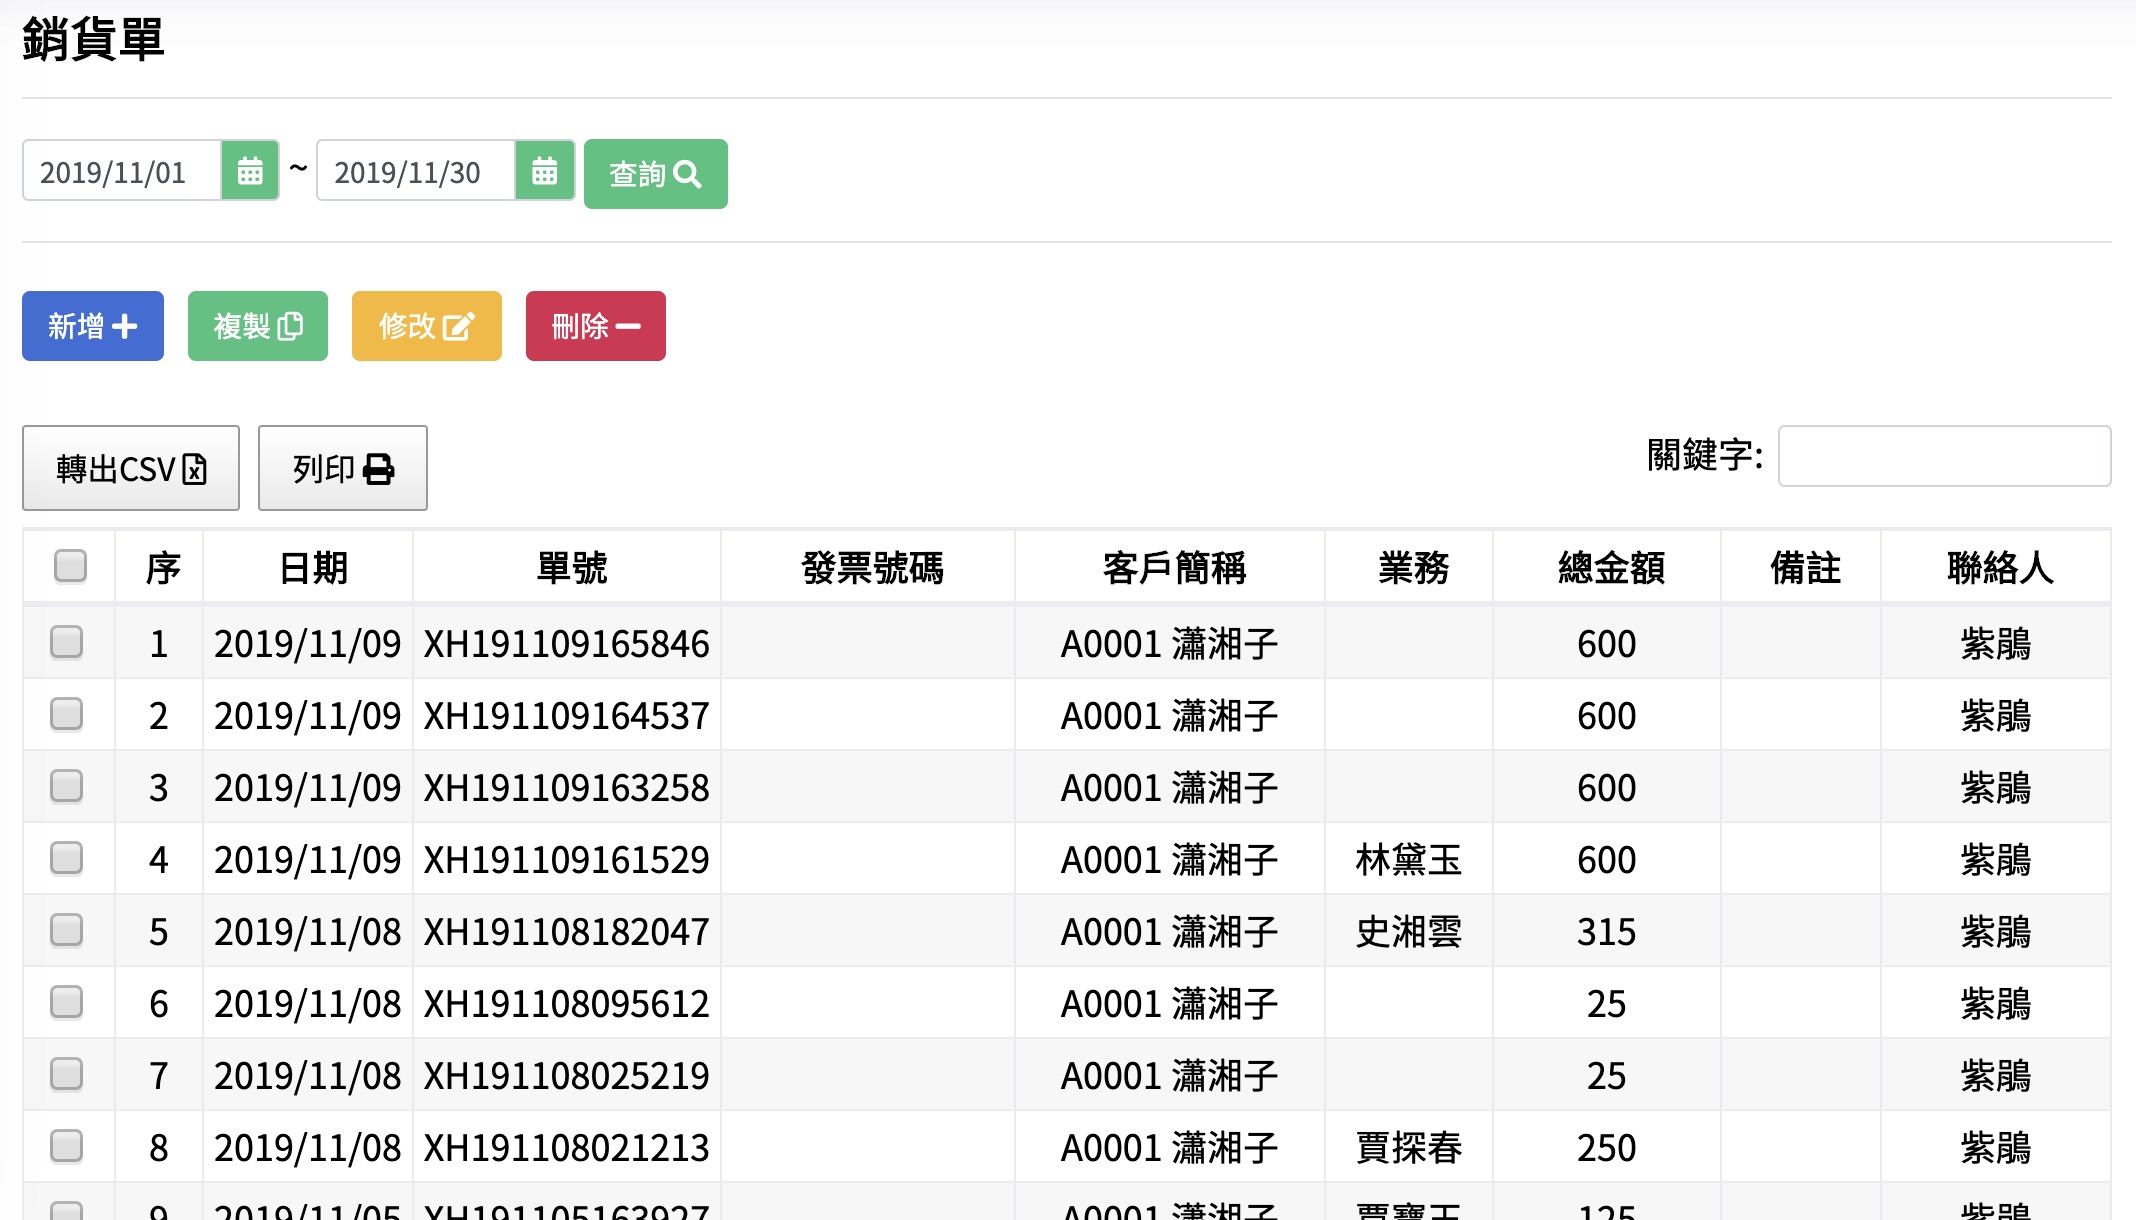 銷貨單
2019/11/01 ~ 2019/11/30 查詢
新增 複製 修改 刪除
轉出CSV 列印 關鍵字:
序 日期 單號 發票號碼 客戶簡稱 業務 總金額 備註 聯絡人
1 2019/11/09 XH191109165846 A0001 瀟湘子 600 紫鵑
2 2019/11/09 XH191109164537 A0001 瀟湘子 600 紫鵑
3 2019/11/09 XH191109163258 A0001 瀟湘子 600 紫鵑
4 2019/11/09 XH191109161529 A0001 瀟湘子 林黛玉 600 紫鵑
5 2019/11/08 XH191108182047 A0001 瀟湘子 史湘雲 315 紫鵑
6 2019/11/08 XH191108095612 A0001 瀟湘子 25 紫鵑
7 2019/11/08 XH191108025219 A0001 瀟湘子 25 紫鵑
8 2019/11/08 XH191108021213 A0001 瀟湘子 賈探春 250 紫鵑
9 2019/11/05 XH191105163927 A0001 瀟湘子 賈寶玉 125 紫鵑